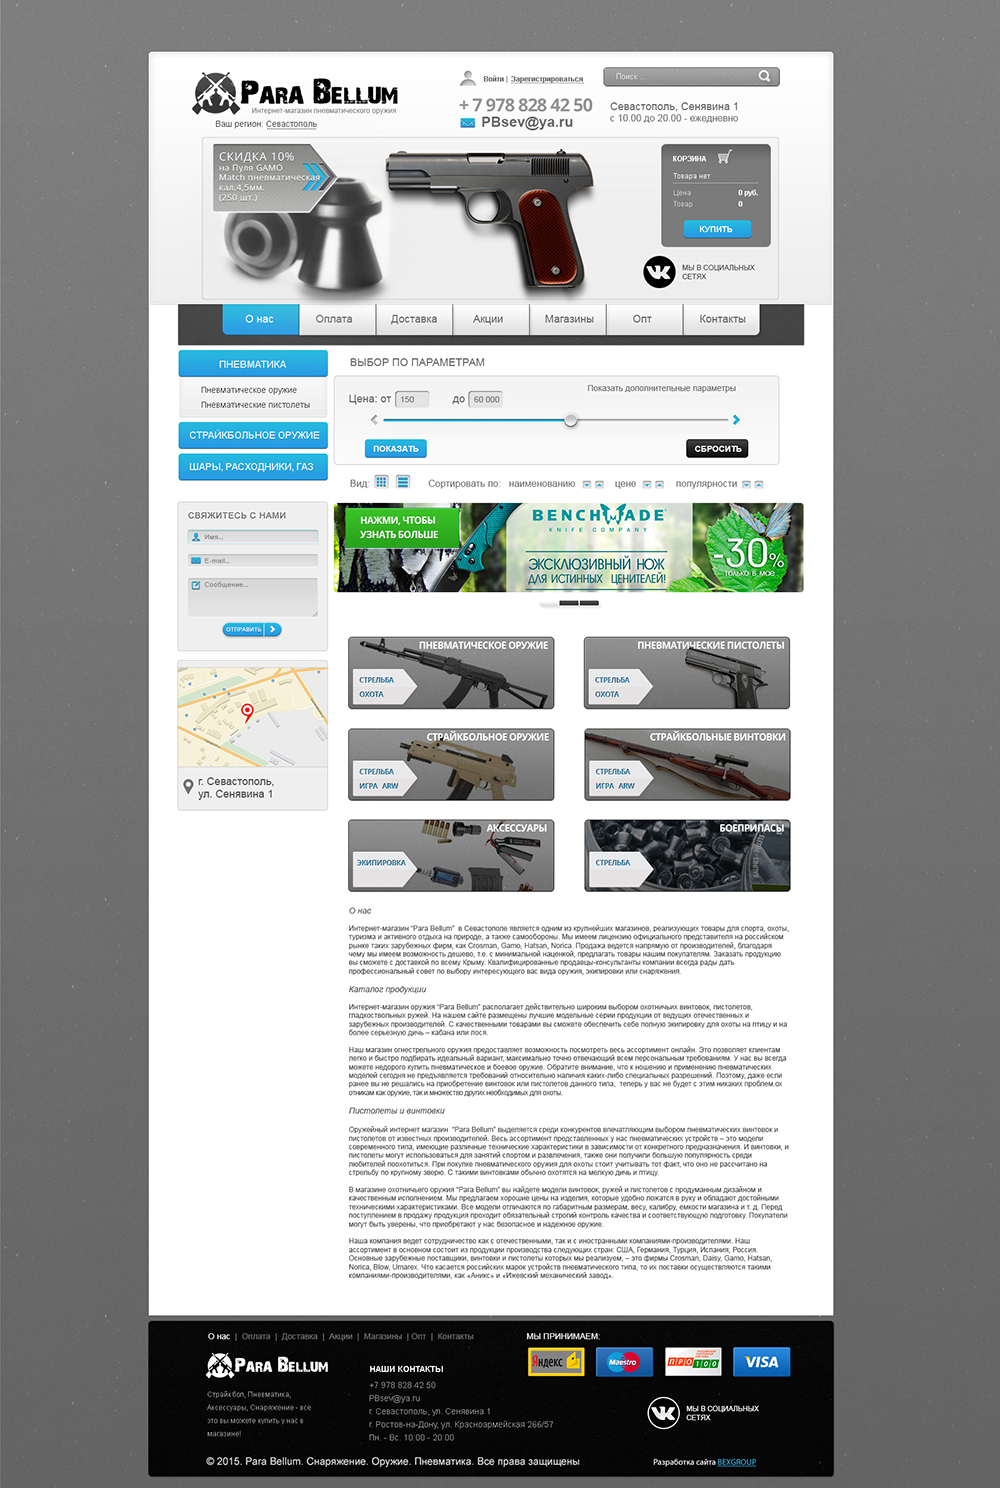 PARA BELLUM
Интернет-магазин пневматического оружия
Ваш регион: Севастополь
Войти | Зарегистрироваться
Поиск ...
+ 7 978 828 42 50
PBsev@ya.ru
Севастополь, Сенявина 1
с 10.00 до 20.00 - ежедневно
СКИДКА 10%
на Пуля GAMO
Match пневматическая
кал.4,5мм.
(250 шт.)
КОРЗИНА
Товара нет
Цена 0 руб.
Товар 0
КУПИТЬ
МЫ В СОЦИАЛЬНЫХ
СЕТЯХ
О нас Оплата Доставка Акции Магазины Опт Контакты
ПНЕВМАТИКА
Пневматическое оружие
Пневматические пистолеты
СТРАЙКБОЛЬНОЕ ОРУЖИЕ
ШАРЫ, РАСХОДНИКИ, ГАЗ
ВЫБОР ПО ПАРАМЕТРАМ
Показать дополнительные параметры
Цена: от 150 до 60 000
ПОКАЗАТЬ
СБРОСИТЬ
Вид: Сортировать по: наименованию цене популярности
СВЯЖИТЕСЬ С НАМИ
Имя...
E-mail...
Сообщение...
ОТПРАВИТЬ
НАЖМИ, ЧТОБЫ
УЗНАТЬ БОЛЬШЕ
BENCHMADE
KNIFE COMPANY
ЭКСКЛЮЗИВНЫЙ НОЖ
ДЛЯ ИСТИННЫХ ЦЕНИТЕЛЕЙ!
-30%
только в мае
г. Севастополь,
ул. Сенявина 1
ПНЕВМАТИЧЕСКОЕ ОРУЖИЕ
СТРЕЛЬБА
ОХОТА
ПНЕВМАТИЧЕСКИЕ ПИСТОЛЕТЫ
СТРЕЛЬБА
ОХОТА
СТРАЙКБОЛЬНОЕ ОРУЖИЕ
СТРЕЛЬБА
ИГРА ARW
СТРАЙКБОЛЬНЫЕ ВИНТОВКИ
СТРЕЛЬБА
ИГРА ARW
АКСЕССУАРЫ
ЭКИПИРОВКА
БОЕПРИПАСЫ
СТРЕЛЬБА
О нас
Интернет-магазин "Para Bellum" в Севастополе является одним из крупнейших магазинов, реализующих товары для спорта, охоты,
туризма и активного отдыха на природе, а также самообороны. Мы имеем лицензию официального представителя на российском
рынке таких зарубежных фирм, как Crosman, Gamo, Hatsan, Norica. Продажа ведется напрямую от производителей, благодаря
чему мы имеем возможность дешево, т.е. с минимальной наценкой, предлагать товары нашим покупателям. Заказать продукцию
вы сможете с доставкой по всему Крыму. Квалифицированные продавцы-консультанты компании всегда рады дать
профессиональный совет по выбору интересующего вас вида оружия, экипировки или снаряжения.
Каталог продукции
Интернет-магазин оружия "Para Bellum" располагает действительно широким выбором охотничьих винтовок, пистолетов,
гладкоствольных ружей. На нашем сайте размещены лучшие модельные серии продукции от ведущих отечественных и
зарубежных производителей. С качественными товарами вы сможете обеспечить себе полную экипировку для охоты на птицу и на
более серьезную дичь – кабана или лося.
Наш магазин огнестрельного оружия предоставляет возможность посмотреть весь ассортимент онлайн. Это позволяет клиентам
легко и быстро подбирать идеальный вариант, максимально точно отвечающий всем персональным требованиям. У нас вы всегда
можете недорого купить пневматическое и боевое оружие. Обратите внимание, что к ношению и применению пневматических
моделей сегодня не предъявляется требований относительно наличия каких-либо специальных разрешений. Поэтому, даже если
ранее вы не решались на приобретение винтовок или пистолетов данного типа, теперь у вас не будет с этим никаких проблем.ох
отникам как оружие, так и множество других необходимых для охоты.
Пистолеты и винтовки
Оружейный интернет магазин "Para Bellum" выделяется среди конкурентов впечатляющим выбором пневматических винтовок и
пистолетов от известных производителей. Весь ассортимент представленных у нас пневматических устройств – это модели
современного типа, имеющие различные технические характеристики в зависимости от конкретного предназначения. И винтовки, и
пистолеты могут использоваться для занятий спортом и развлечения, также они получили большую популярность среди
любителей поохотиться. При покупке пневматического оружия для охоты стоит учитывать тот факт, что оно не рассчитано на
стрельбу по крупному зверю. С такими винтовками обычно охотятся на мелкую дичь и птицу.
В магазине охотничьего оружия "Para Bellum" вы найдете модели винтовок, ружей и пистолетов с продуманным дизайном и
качественным исполнением. Мы предлагаем хорошие цены на изделия, которые удобно ложатся в руку и обладают достойными
техническими характеристиками. Все модели отличаются по габаритным размерам, весу, калибру, емкости магазина и т. д. Перед
поступлением в продажу продукция проходит обязательный строгий контроль качества и соответствующую подготовку. Покупатели
могут быть уверены, что приобретают у нас безопасное и надежное оружие.
Наша компания ведет сотрудничество как с отечественными, так и с иностранными компаниями-производителями. Наш
ассортимент в основном состоит из продукции производства следующих стран: США, Германия, Турция, Испания, Россия.
Основные зарубежные поставщики, винтовки и пистолеты которых мы реализуем, – это фирмы Crosman, Daisy, Gamo, Hatsan,
Norica, Blow, Umarex. Что касается российских марок устройств пневматического типа, то их поставки осуществляются такими
компаниями-производителями, как «Аникс» и «Ижевский механический завод».
О нас | Оплата | Доставка | Акции | Магазины | Опт | Контакты
PARA BELLUM
Страйкбол, Пневматика,
Аксессуары, Снаряжение - все
это вы можете купить у нас в
магазине!
НАШИ КОНТАКТЫ
+7 978 828 42 50
PBsev@ya.ru
г. Севастополь, ул. Сенявина 1
г. Ростов-на-Дону, ул. Красноармейская 266/57
Пн. - Вс. 10:00 - 20:00
МЫ ПРИНИМАЕМ:
Яндекс
Maestro
ПРО100
VISA
МЫ В СОЦИАЛЬНЫХ
СЕТЯХ
© 2015. Para Bellum. Снаряжение. Оружие. Пневматика. Все права защищены
Разработка сайта BEXGROUP